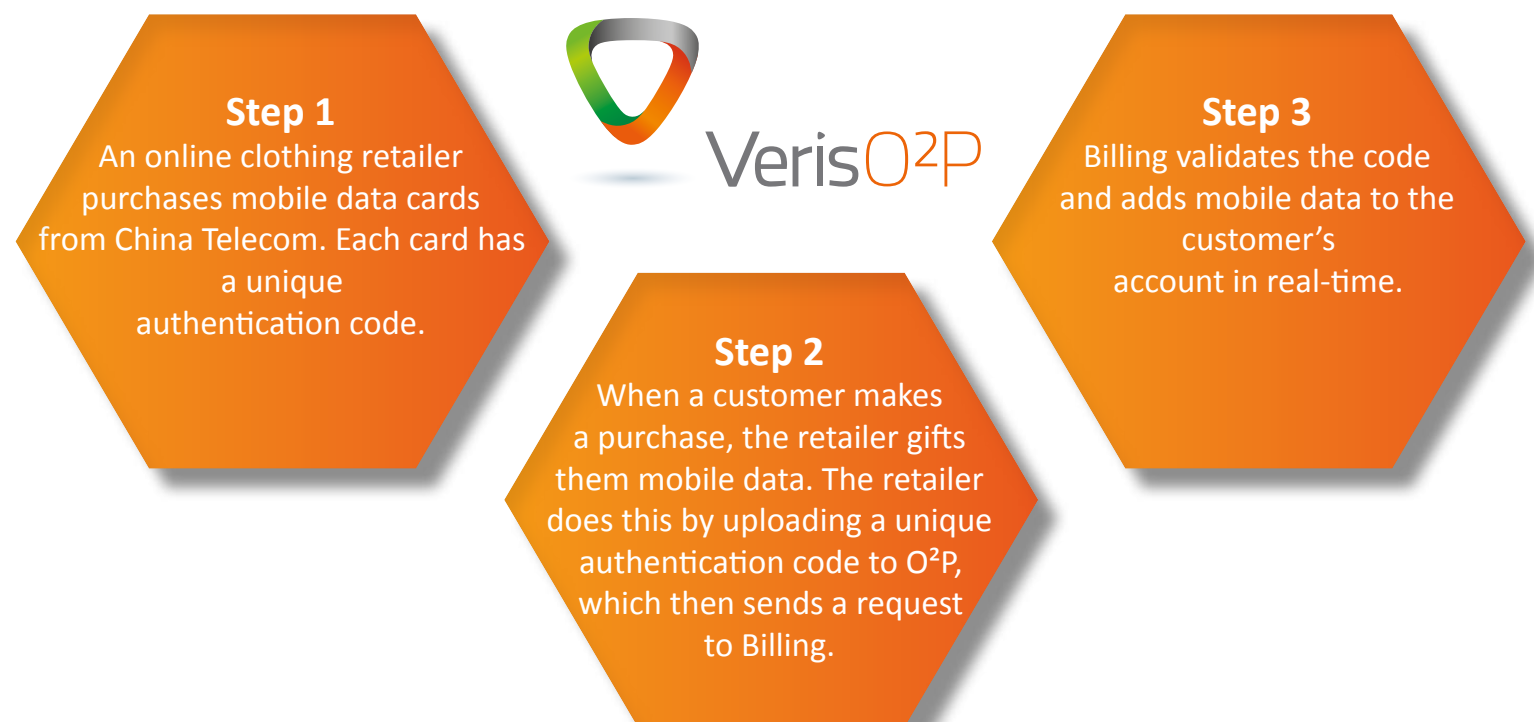 Step 1
An online clothing retailer
purchases mobile data cards
from China Telecom. Each card has
a unique
authentication code.
VerisO²P
Step 2
When a customer makes
a purchase, the retailer gifts
them mobile data. The retailer
does this by uploading a unique
authentication code to O²P,
which then sends a request
to Billing.
Step 3
Billing validates the code
and adds mobile data to the
customer’s
account in real-time.